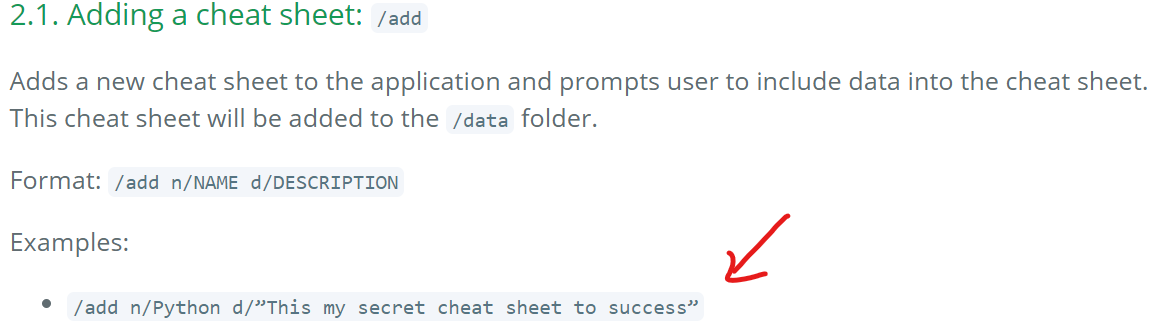 2.1. Adding a cheat sheet: /add
Adds a new cheat sheet to the application and prompts user to include data into the cheat sheet.
This cheat sheet will be added to the /data folder.
Format: /add n/NAME d/DESCRIPTION
Examples:
• /add n/Python d/”This my secret cheat sheet to success”